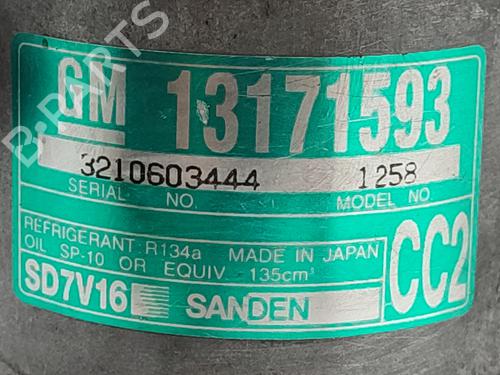 GM 13171593
3210603444 1258
SERIAL NO. MODEL NO.
REFRIGERANT R134a MADE IN JAPAN
OIL SP-10 OR EQUIV. 135cm³
CC2
SD7V16 SANDEN
B-PARTS